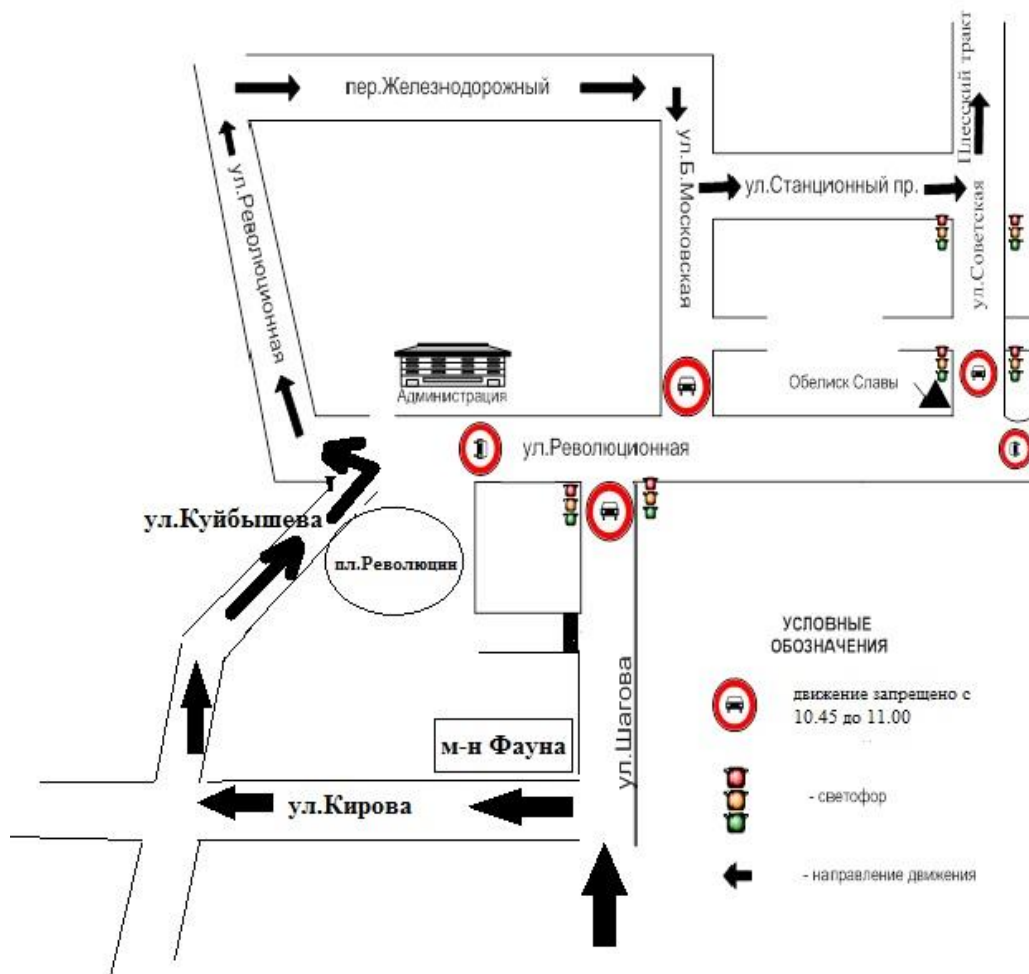 пер.Железнодорожный
Плесский тракт
ул.Революционная
ул.Б.Московская
ул.Станционный пр.
ул.Советская
Администрация
Обелиск Славы
ул.Революционная
ул.Куйбышева
пл.Революции
УСЛОВНЫЕ
ОБОЗНАЧЕНИЯ
ул.Шагова
движение запрещено с
10.45 до 11.00
м-н Фауна
ул.Кирова
- светофор
- направление движения